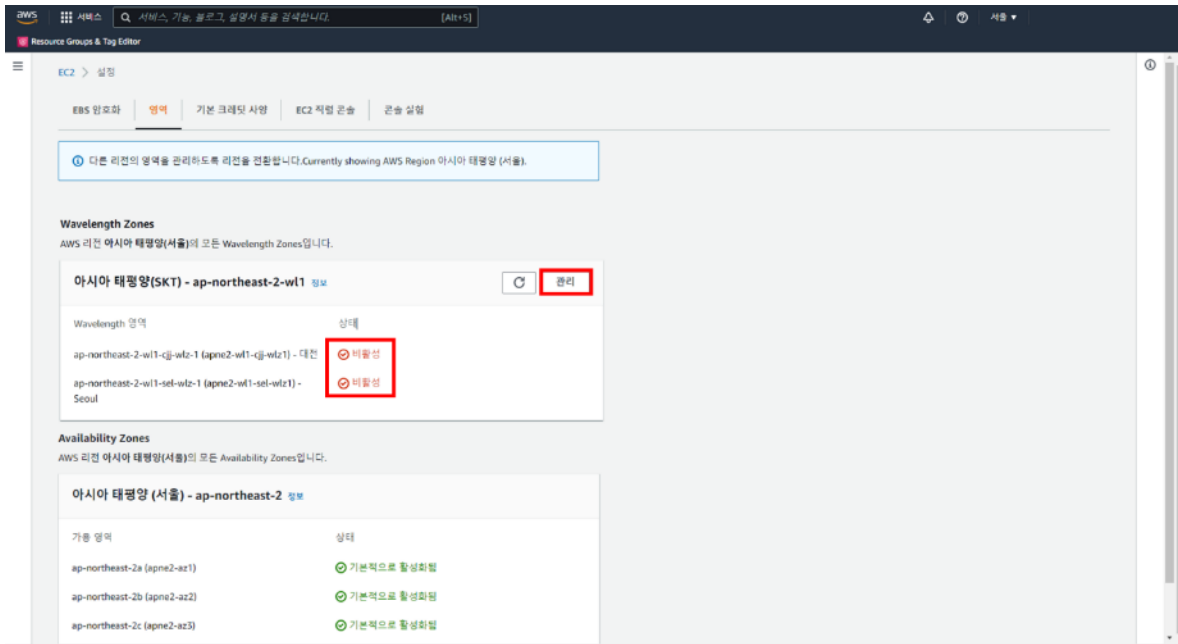 aws
서비스
서비스, 기능, 블로그, 설명서 등을 검색합니다.
[Alt+S]
서울 ▼
Resource Groups & Tag Editor
EC2 > 설정
EBS 암호화
영역
기본 크레딧 사양
EC2 직렬 콘솔
콘솔 실험
다른 리전의 영역을 관리하도록 리전을 전환합니다.Currently showing AWS Region 아시아 태평양 (서울).
Wavelength Zones
AWS 리전 아시아 태평양(서울)의 모든 Wavelength Zones입니다.
아시아 태평양(SKT) - ap-northeast-2-wl1 정보
관리
Wavelength 영역
상태
ap-northeast-2-wl1-cjj-wlz-1 (apne2-wl1-cjj-wlz1) - 대전
비활성
ap-northeast-2-wl1-sel-wlz-1 (apne2-wl1-sel-wlz1) -
비활성
Seoul
Availability Zones
AWS 리전 아시아 태평양(서울)의 모든 Availability Zones입니다.
아시아 태평양 (서울) - ap-northeast-2 정보
가용 영역
상태
ap-northeast-2a (apne2-az1)
기본적으로 활성화됨
ap-northeast-2b (apne2-az2)
기본적으로 활성화됨
ap-northeast-2c (apne2-az3)
기본적으로 활성화됨